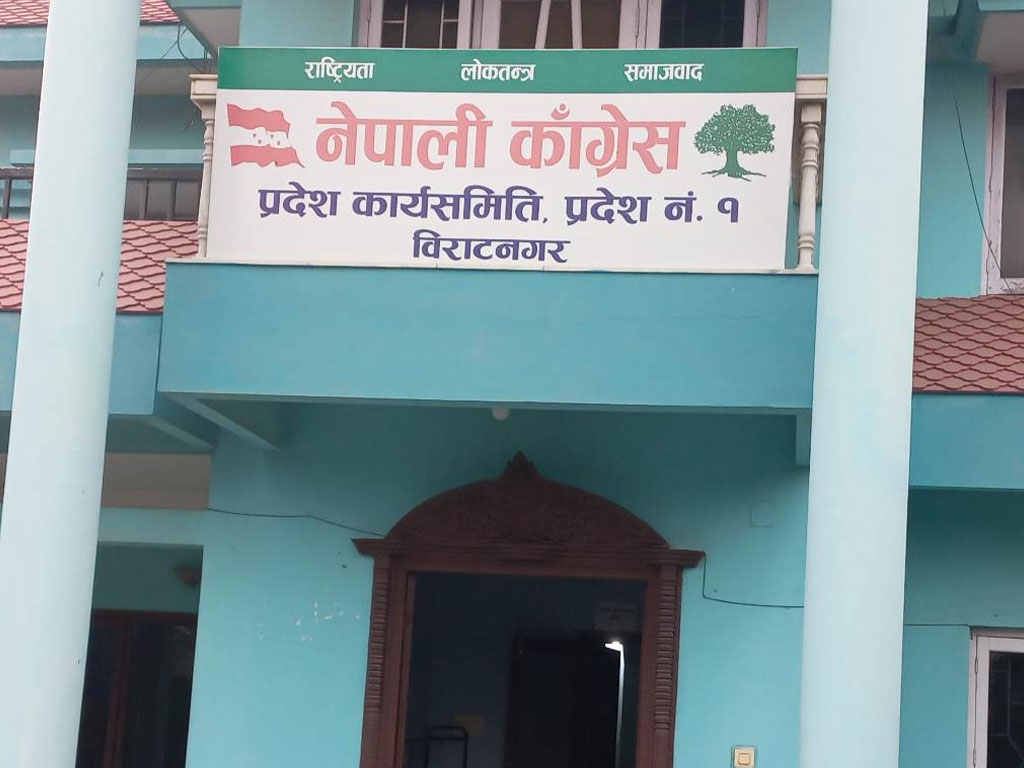 राष्ट्रियता लोकतन्त्र समाजवाद
नेपाली काँग्रेस
प्रदेश कार्यसमिति, प्रदेश नं. १
विराटनगर